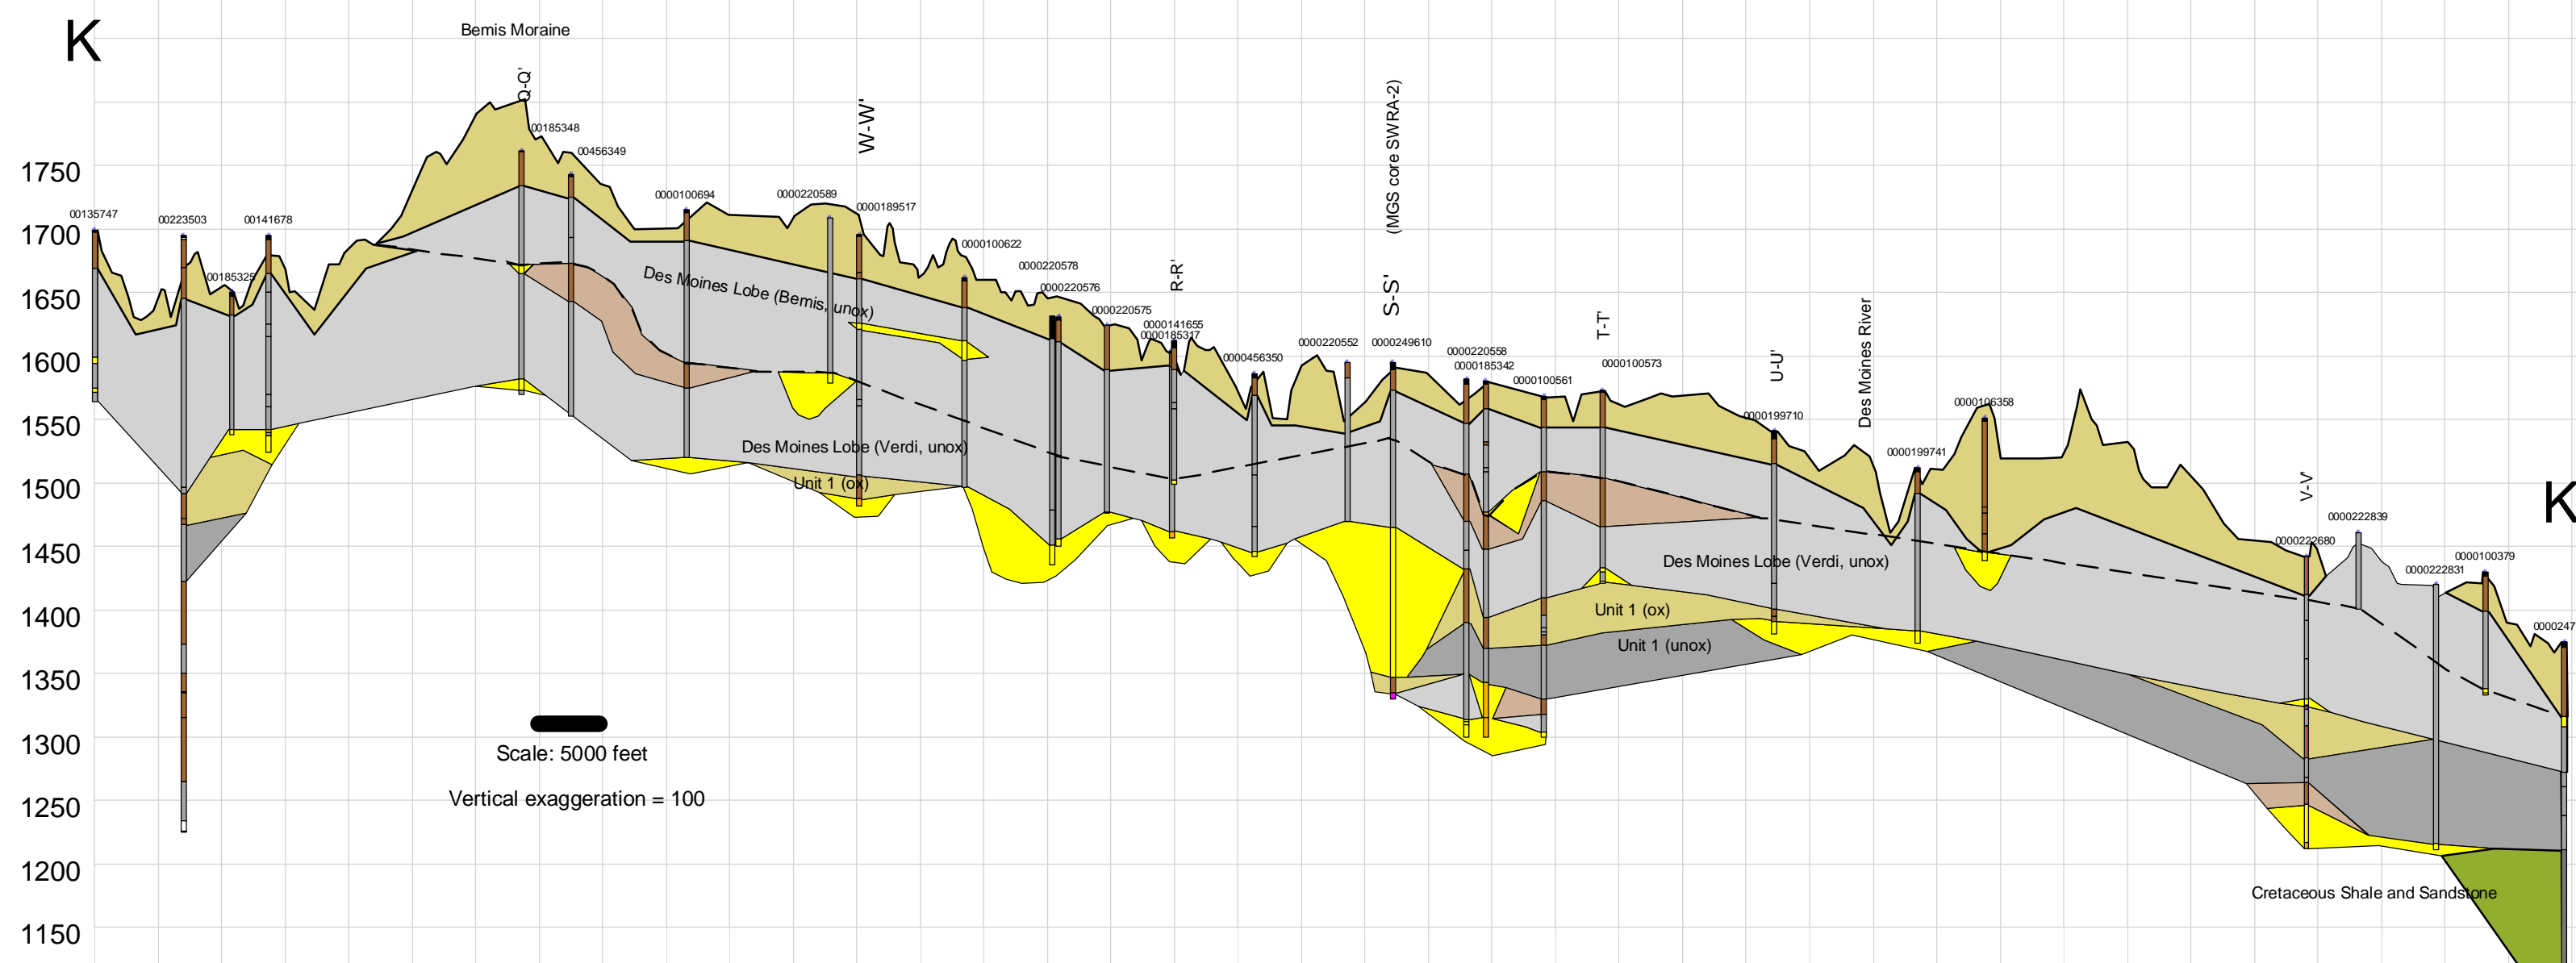 K
Bemis Moraine
Q-Q'
00185348
W-W'
(MGS core SWRA-2)
00456349
1750
0000100694
0000220589
0000189517
00135747
00223503
00141678
1700
0000100622
0000220578
R-R'
S-S'
T-T'
Des Moines River
00185325
0000220576
1650
Des Moines Lobe (Bemis, unox)
0000220575
0000141655
0000185317
0000220552
0000249610
0000220558
U-U'
1600
0000456350
0000185342
0000100573
0000100561
0000106358
0000199710
1550
Des Moines Lobe (Verdi, unox)
0000199741
V-V'
K
1500
Unit 1 (ox)
0000222839
0000222680
1450
Des Moines Lobe (Verdi, unox)
0000100379
0000222831
1400
Unit 1 (ox)
0000247
Unit 1 (unox)
1350
1300
Scale: 5000 feet
1250
Vertical exaggeration = 100
1200
Cretaceous Shale and Sandstone
1150